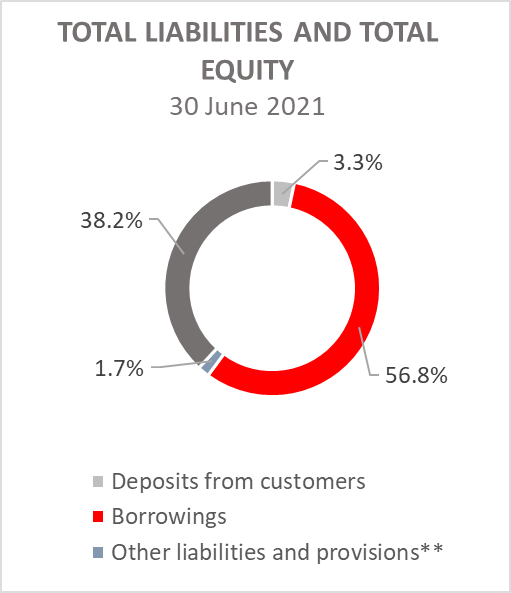 TOTAL LIABILITIES AND TOTAL
EQUITY
30 June 2021
3.3%
38.2%
1.7%
56.8%
Deposits from customers
Borrowings
Other liabilities and provisions**